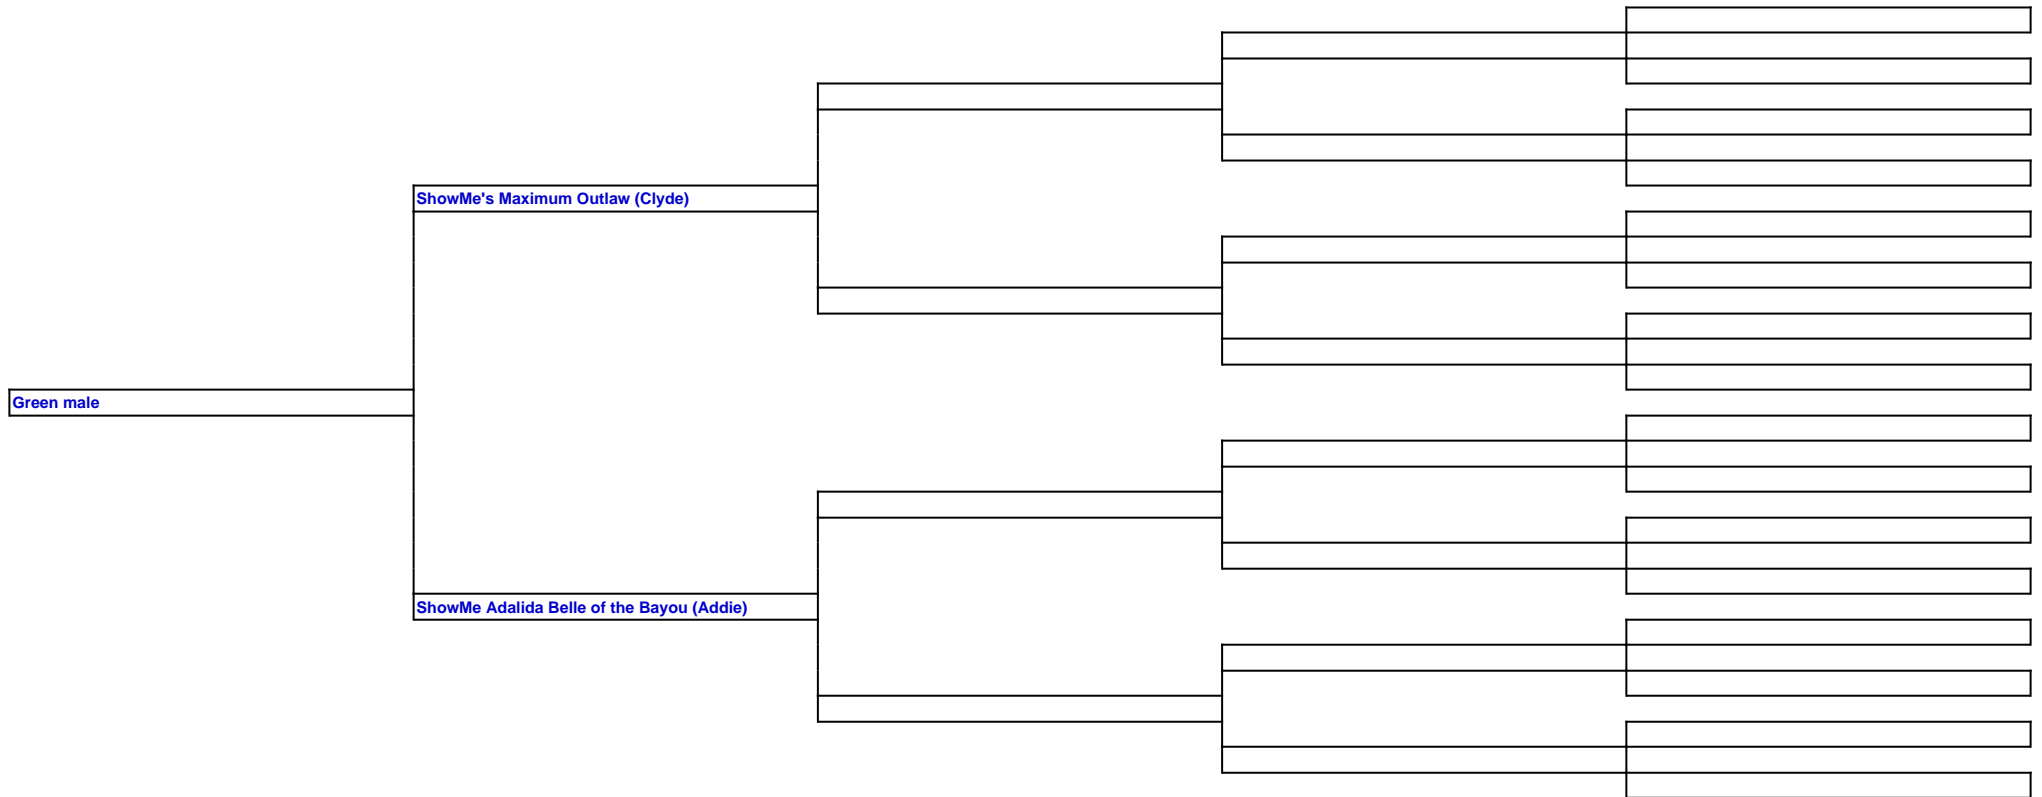 ShowMe's Maximum Outlaw (Clyde)
Green male
ShowMe Adalida Belle of the Bayou (Addie)